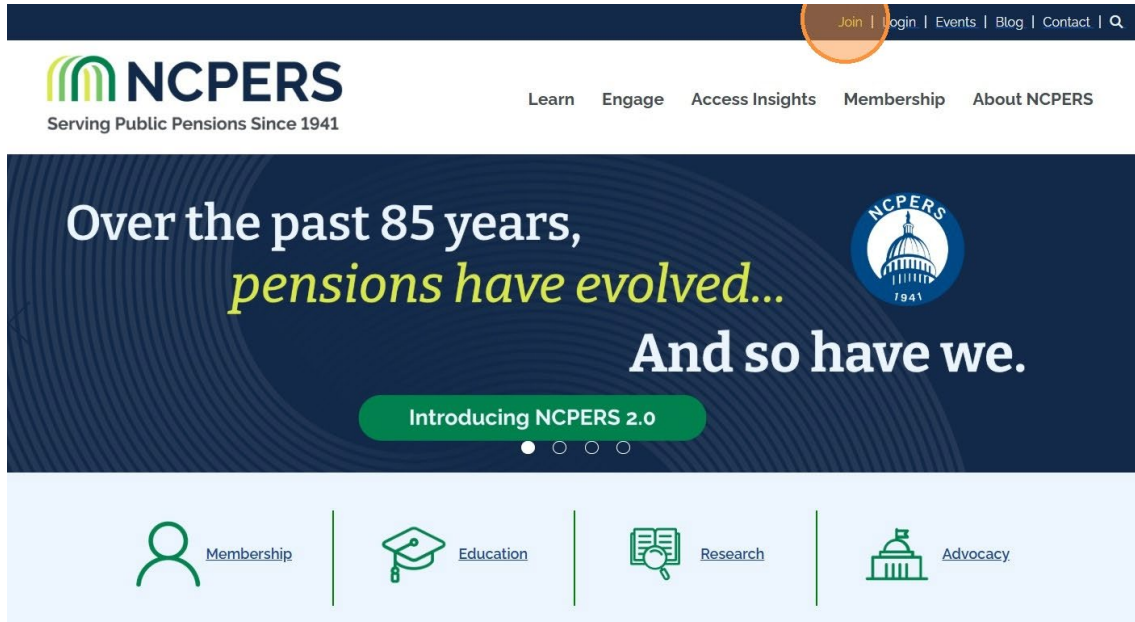 Join | Login | Events | Blog | Contact |
NCPERS
Serving Public Pensions Since 1941
Learn Engage Access Insights Membership About NCPERS
Over the past 85 years,
pensions have evolved...
NCPERS
1941
And so have we.
Introducing NCPERS 2.0
Membership Education Research Advocacy